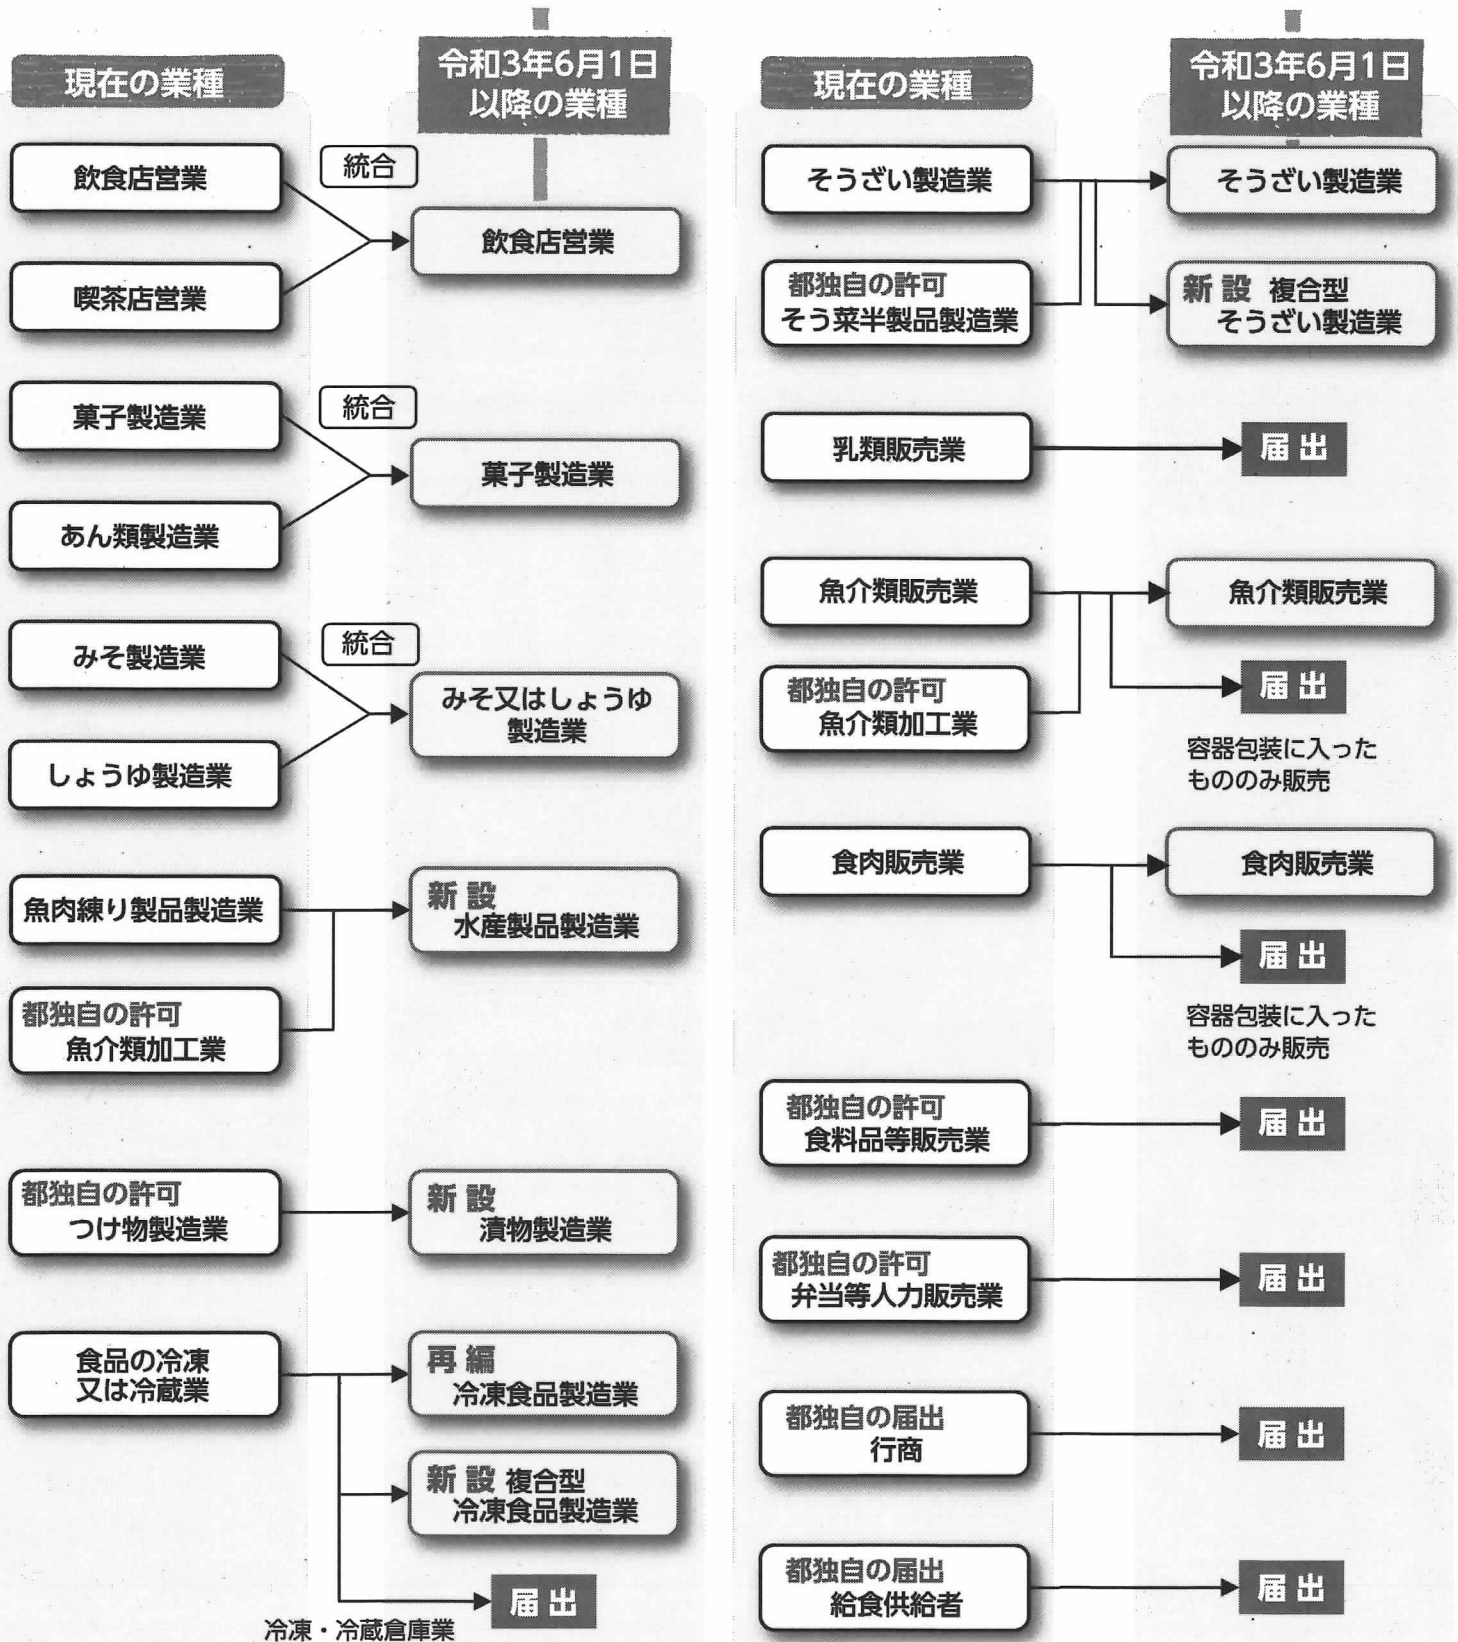 現在の業種
令和3年6月1日
以降の業種
飲食店営業
統合
喫茶店営業
飲食店営業
菓子製造業
統合
あん類製造業
菓子製造業
みそ製造業
統合
しょうゆ製造業
みそ又はしょうゆ
製造業
魚肉練り製品製造業
都独自の許可
魚介類加工業
新設
水産製品製造業
都独自の許可
つけ物製造業
新設
漬物製造業
食品の冷凍
又は冷蔵業
再編
冷凍食品製造業
新設 複合型
冷凍食品製造業
届出
冷凍・冷蔵倉庫業
現在の業種
令和3年6月1日
以降の業種
そうざい製造業
そうざい製造業
都独自の許可
そう菜半製品製造業
新設 複合型
そうざい製造業
乳類販売業
届出
魚介類販売業
魚介類販売業
都独自の許可
魚介類加工業
届出
容器包装に入った
もののみ販売
食肉販売業
食肉販売業
届出
容器包装に入った
もののみ販売
都独自の許可
食料品等販売業
届出
都独自の許可
弁当等人力販売業
届出
都独自の届出
行商
届出
都独自の届出
給食供給者
届出